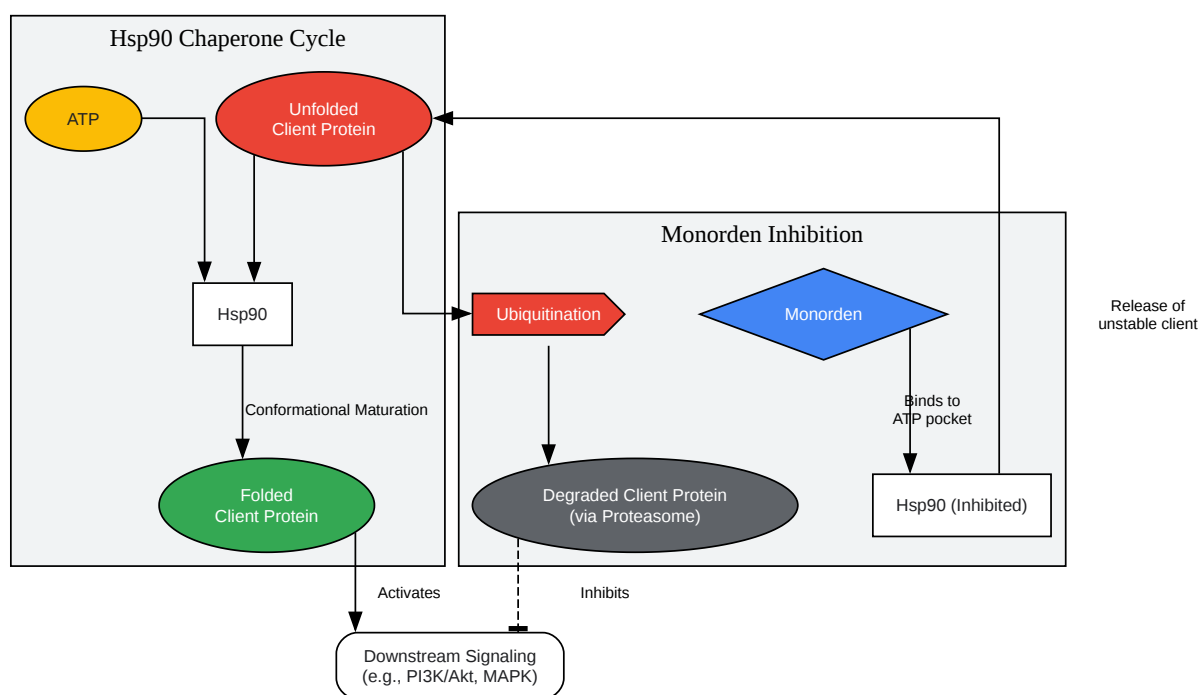 Hsp90 Chaperone Cycle
ATP
Unfolded
Client Protein
Monorden Inhibition
Hsp90
Ubiquitination
Monorden
Release of
unstable client
Conformational Maturation
Binds to
ATP pocket
Folded
Client Protein
Degraded Client Protein
(via Proteasome)
Hsp90 (Inhibited)
Activates
Inhibits
Downstream Signaling
(e.g., PI3K/Akt, MAPK)